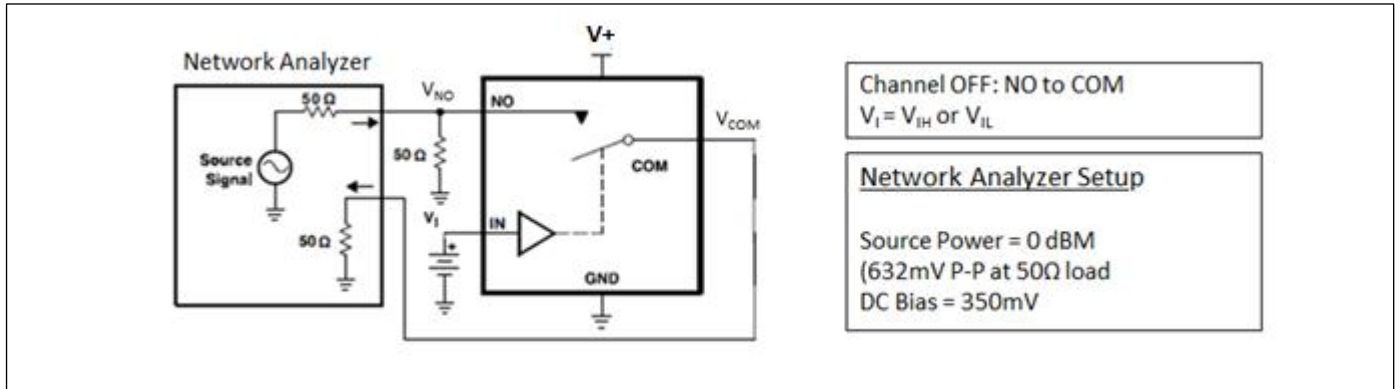 V+
Network Analyzer
50 Ω
V_NO
NO
V_COM
50 Ω
COM
Source
Signal
V_I
IN
50 Ω
+
GND
Channel OFF: NO to COM
V_I = V_IH or V_IL
Network Analyzer Setup
Source Power = 0 dBM
(632mV P-P at 50Ω load
DC Bias = 350mV